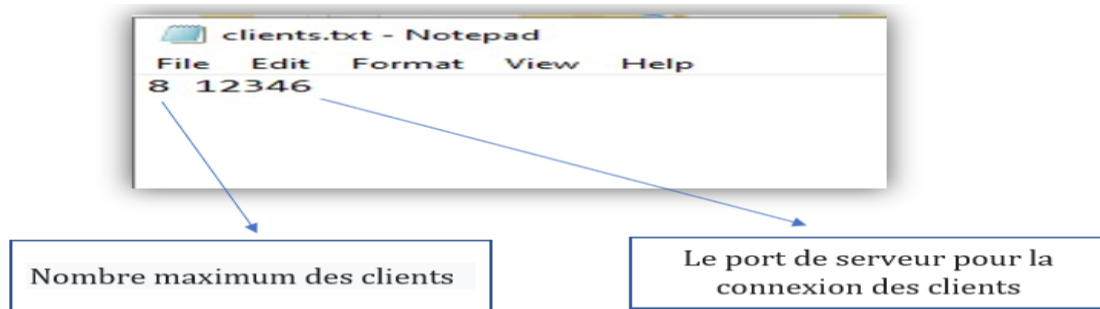 clients.txt - Notepad
File Edit Format View Help
8 12346
Nombre maximum des clients
Le port de serveur pour la
connexion des clients